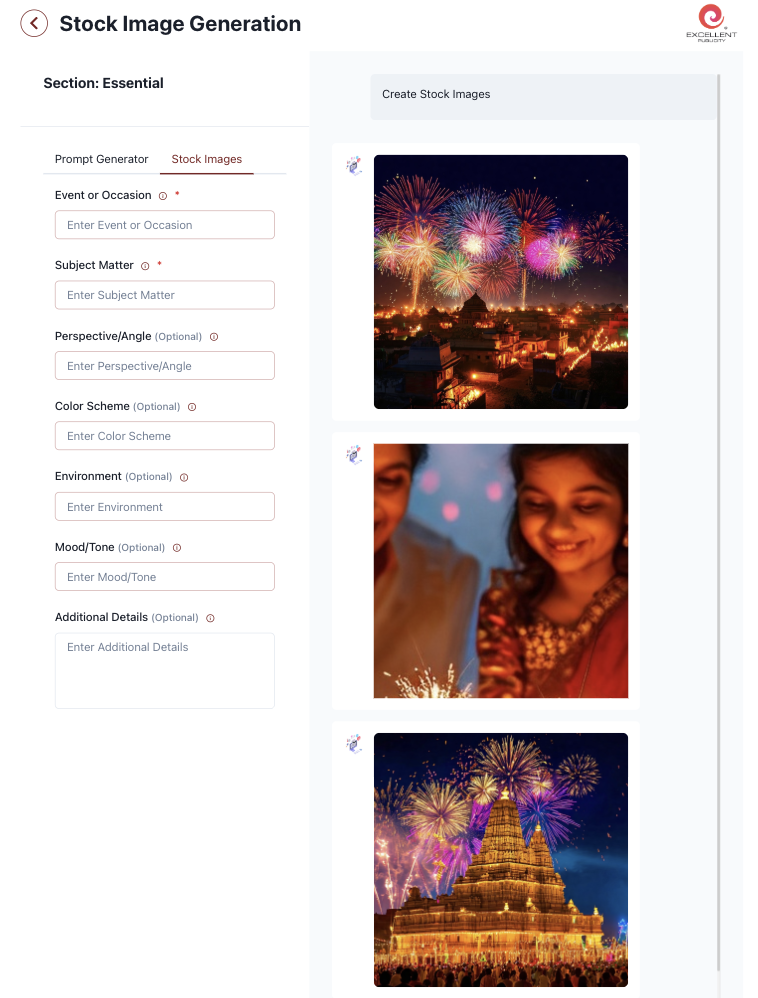 Stock Image Generation
EXCELLENT
PUBLICITY
Section: Essential
Create Stock Images
Prompt Generator
Stock Images
Event or Occasion *
Enter Event or Occasion
Subject Matter *
Enter Subject Matter
Perspective/Angle (Optional)
Enter Perspective/Angle
Color Scheme (Optional)
Enter Color Scheme
Environment (Optional)
Enter Environment
Mood/Tone (Optional)
Enter Mood/Tone
Additional Details (Optional)
Enter Additional Details